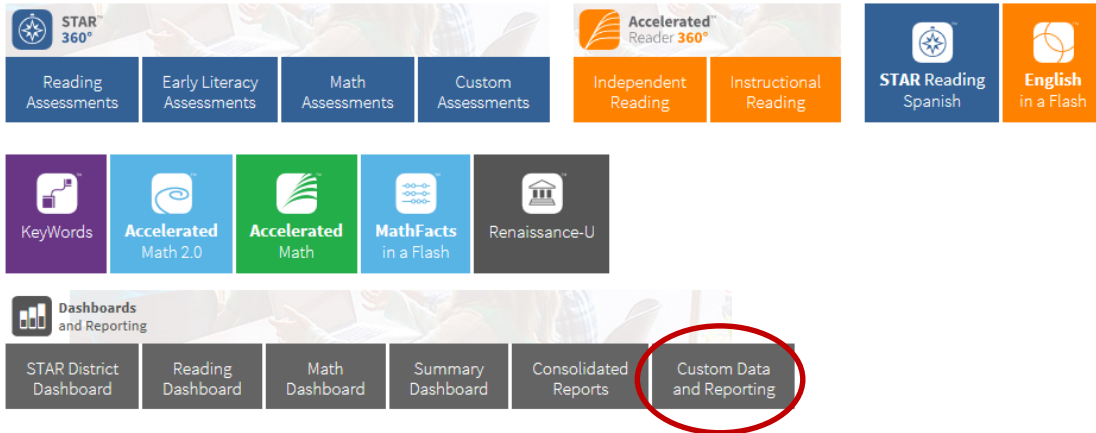 STAR™
360°
Reading
Assessments
Early Literacy
Assessments
Math
Assessments
Custom
Assessments
Accelerated™
Reader 360°
Independent
Reading
Instructional
Reading
STAR Reading
Spanish
English
in a Flash
KeyWords
Accelerated
Math 2.0
Accelerated
Math
MathFacts
in a Flash
Renaissance-U
Dashboards
and Reporting
STAR District
Dashboard
Reading
Dashboard
Math
Dashboard
Summary
Dashboard
Consolidated
Reports
Custom Data
and Reporting